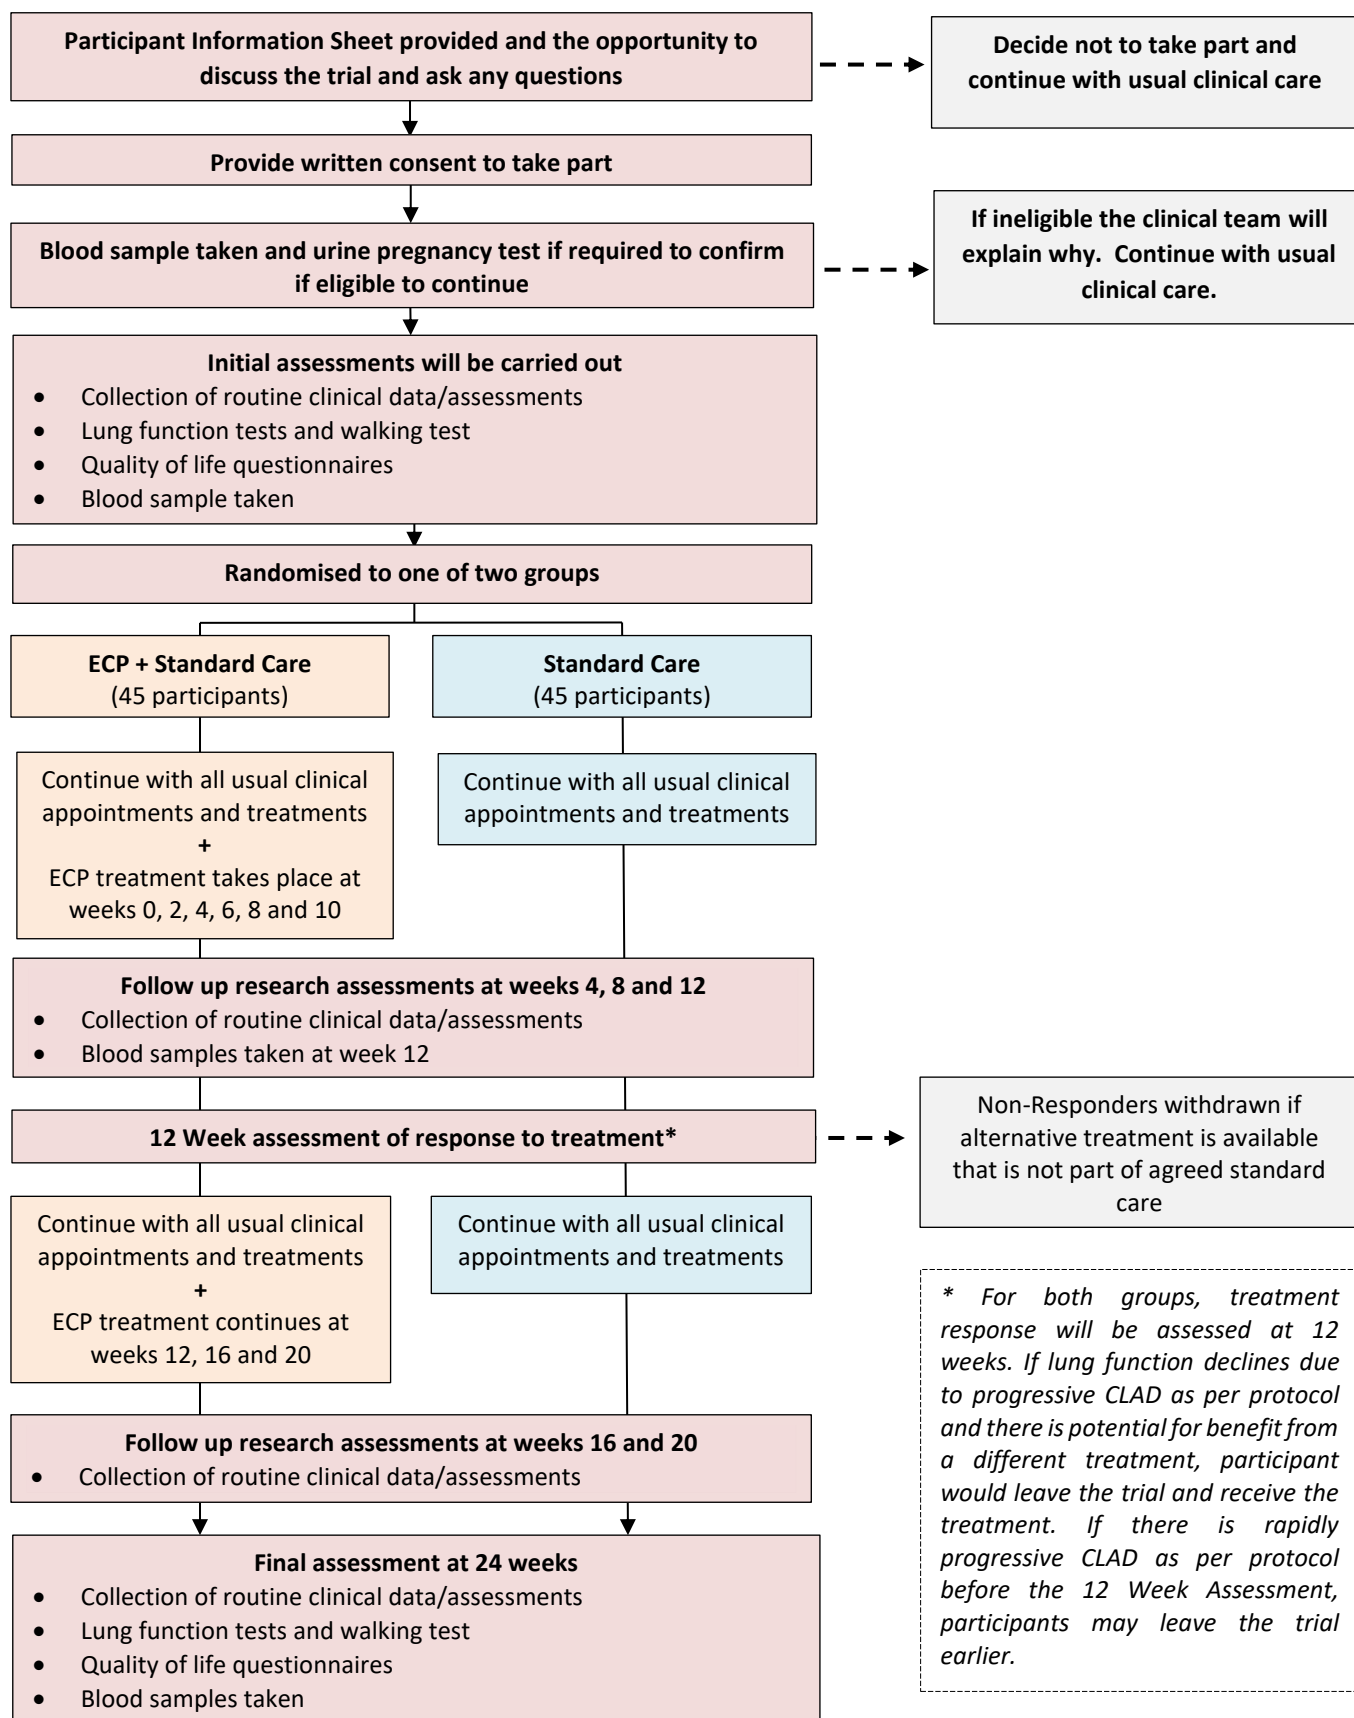 Participant Information Sheet provided and the opportunity to
discuss the trial and ask any questions
Decide not to take part and
continue with usual clinical care
Provide written consent to take part
Blood sample taken and urine pregnancy test if required to confirm
if eligible to continue
If ineligible the clinical team will
explain why. Continue with usual
clinical care.
Initial assessments will be carried out
• Collection of routine clinical data/assessments
• Lung function tests and walking test
• Quality of life questionnaires
• Blood sample taken
Randomised to one of two groups
ECP + Standard Care
(45 participants)
Standard Care
(45 participants)
Continue with all usual clinical
appointments and treatments
+
ECP treatment takes place at
weeks 0, 2, 4, 6, 8 and 10
Continue with all usual clinical
appointments and treatments
Follow up research assessments at weeks 4, 8 and 12
• Collection of routine clinical data/assessments
• Blood samples taken at week 12
12 Week assessment of response to treatment*
Non-Responders withdrawn if
alternative treatment is available
that is not part of agreed standard
care
Continue with all usual clinical
appointments and treatments
+
ECP treatment continues at
weeks 12, 16 and 20
Continue with all usual clinical
appointments and treatments
* For both groups, treatment
response will be assessed at 12
weeks. If lung function declines due
to progressive CLAD as per protocol
and there is potential for benefit from
a different treatment, participant
would leave the trial and receive the
treatment. If there is rapidly
progressive CLAD as per protocol
before the 12 Week Assessment,
participants may leave the trial
earlier.
Follow up research assessments at weeks 16 and 20
• Collection of routine clinical data/assessments
Final assessment at 24 weeks
• Collection of routine clinical data/assessments
• Lung function tests and walking test
• Quality of life questionnaires
• Blood samples taken